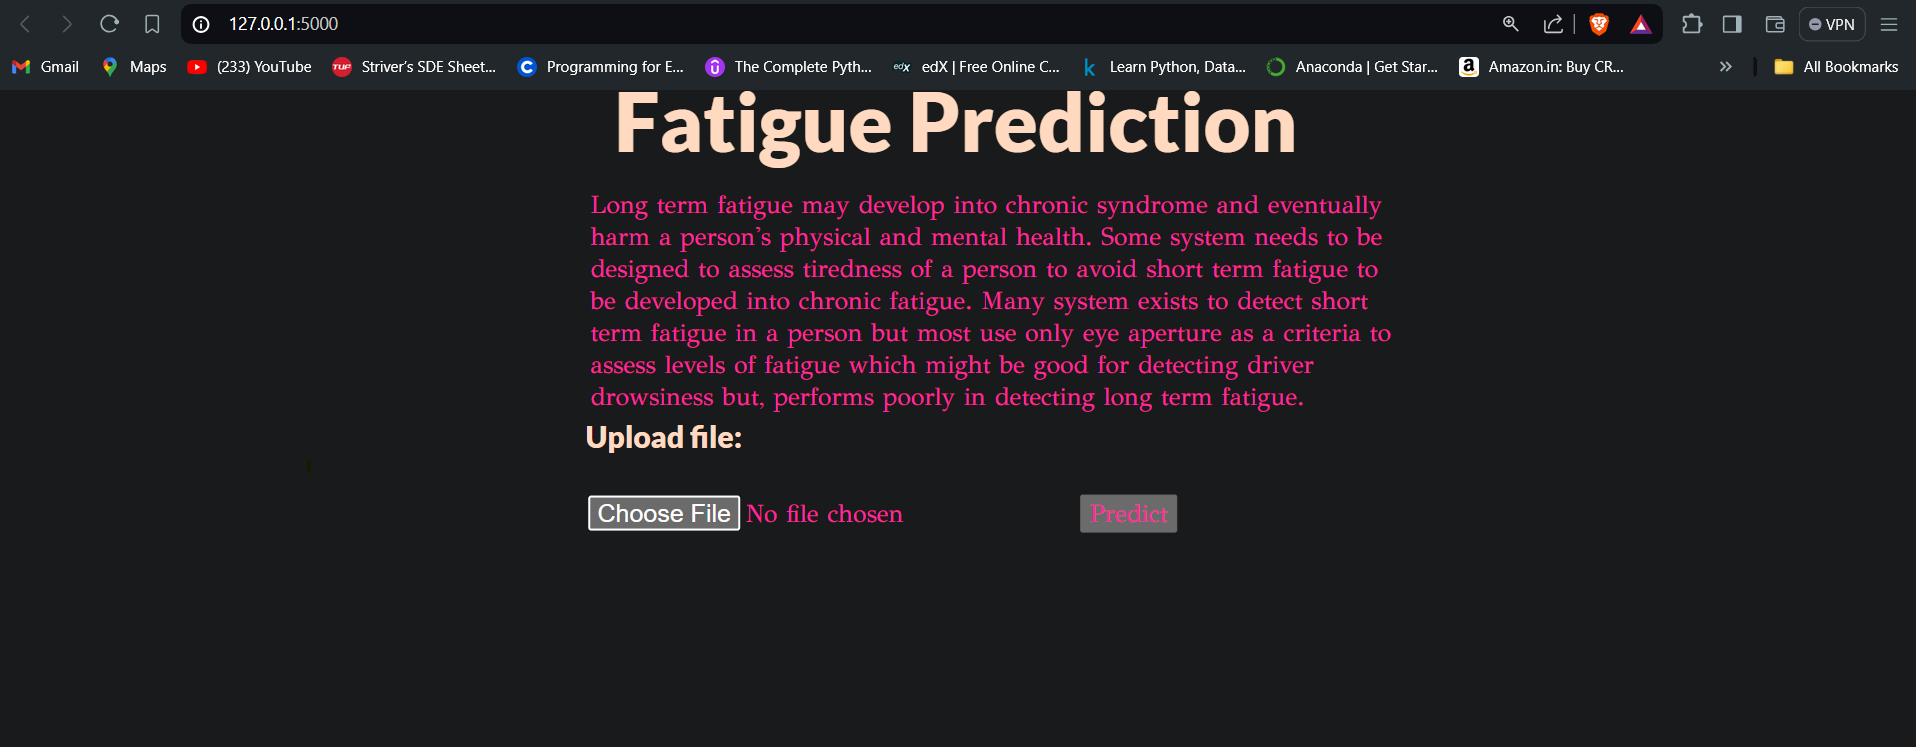 127.0.0.1:5000
VPN
Gmail Maps (233) YouTube TUF Striver's SDE Sheet... Programming for E... The Complete Pyth... edX edX | Free Online C... k Learn Python, Data... Anaconda | Get Star... Amazon.in: Buy CR... All Bookmarks
Fatigue Prediction
Long term fatigue may develop into chronic syndrome and eventually
harm a person's physical and mental health. Some system needs to be
designed to assess tiredness of a person to avoid short term fatigue to
be developed into chronic fatigue. Many system exists to detect short
term fatigue in a person but most use only eye aperture as a criteria to
assess levels of fatigue which might be good for detecting driver
drowsiness but, performs poorly in detecting long term fatigue.
Upload file:
Choose File No file chosen Predict